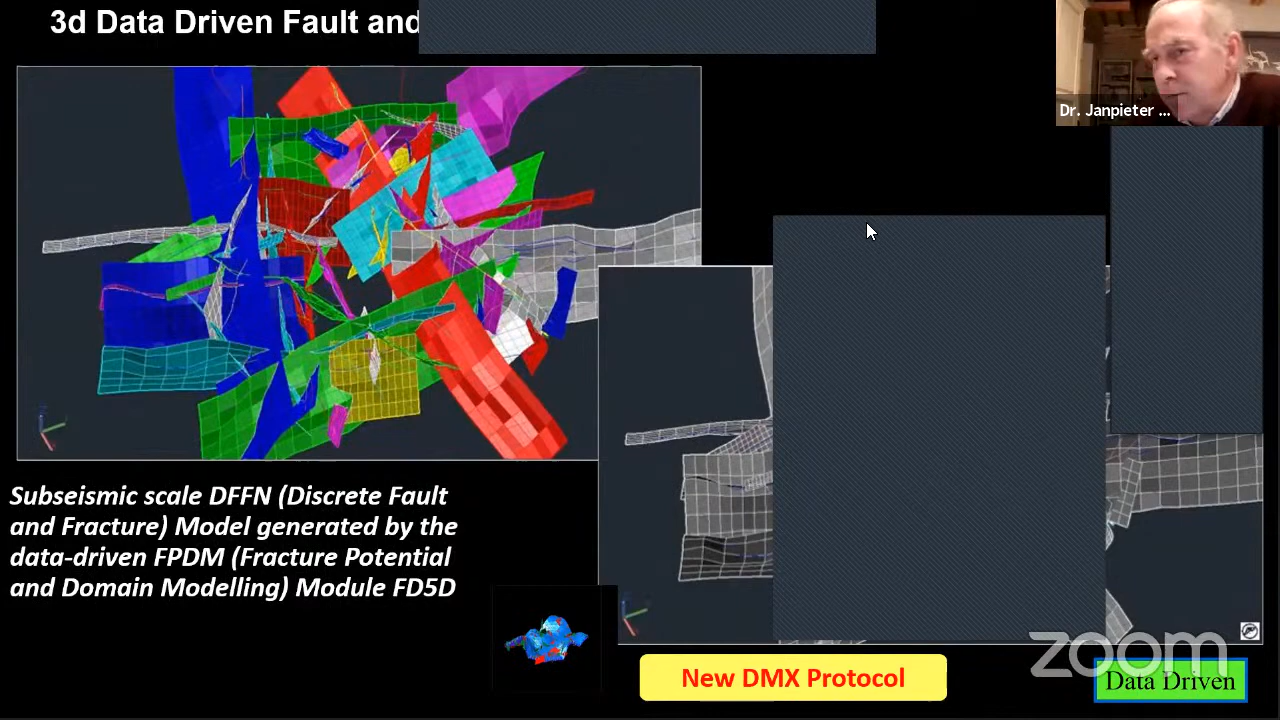 3d Data Driven Fault and
Dr. Janpieter ...
Subseismic scale DFFN (Discrete Fault
and Fracture) Model generated by the
data-driven FPDM (Fracture Potential
and Domain Modelling) Module FD5D
New DMX Protocol
zoom
Data Driven